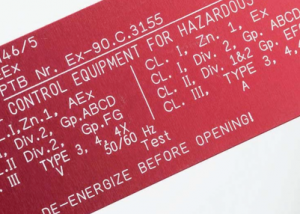 46/5
EEx
PTB Nr. Ex-90.C.3155
CONTROL EQUIPMENT FOR HAZARDOUS
I, Zn.1, AEx
Div.2, Gp.ABCD
II Div.2, Gp.FG
III TYPE 3, 4, 4X
V 50/60 Hz
Test
CL. I, Zn. 1, Ex
CL. I, Div.2, Gp.ABCD
CL. II, Div. 1&2 Gp. EF
CL. III, TYPE 3, 4
A
DE-ENERGIZE BEFORE OPENING!